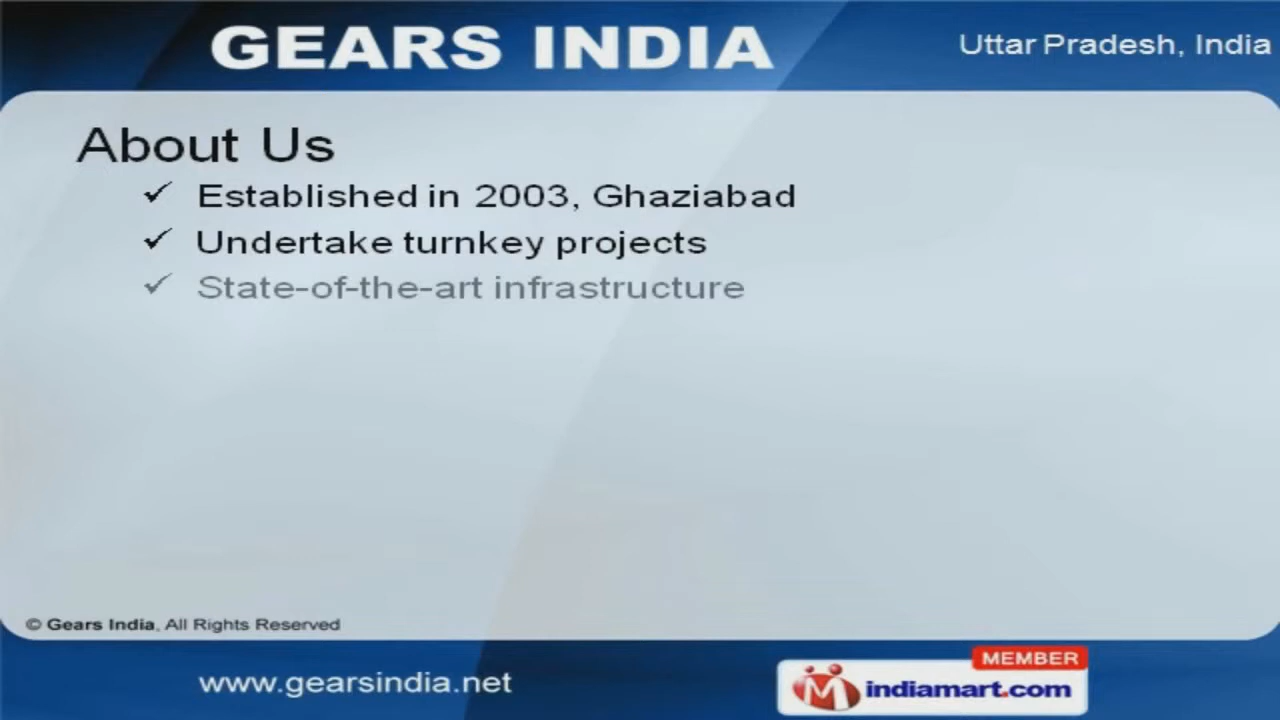 GEARS INDIA
Uttar Pradesh, India
About Us
✓ Established in 2003, Ghaziabad
✓ Undertake turnkey projects
✓ State-of-the-art infrastructure
© Gears India, All Rights Reserved
www.gearsindia.net
MEMBER
indiamart.com